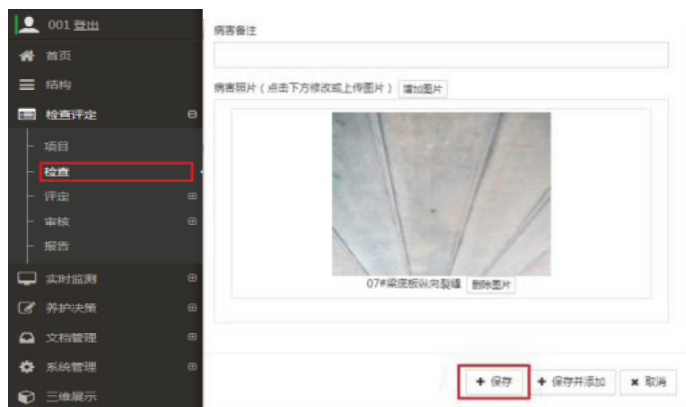 001 登出
首页
结构
检查评定
项目
检查
评定
审核
报告
实时监测
养护决策
文档管理
系统管理
三维展示
病害备注
病害照片（点击下方修改或上传图片） 增加图片
07#梁底板纵向裂缝 删除图片
保存 保存并添加 取消